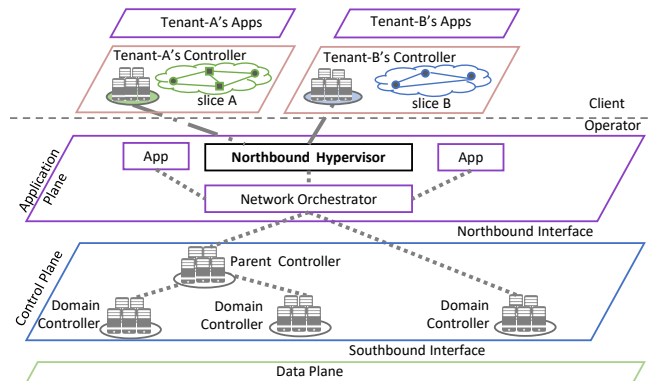 Tenant-A's Apps
Tenant-B's Apps
Tenant-A's Controller
Tenant-B's Controller
slice A
slice B
Client
Operator
App
Northbound Hypervisor
App
Application
Plane
Network Orchestrator
Northbound Interface
Control Plane
Parent Controller
Domain
Controller
Domain
Controller
Domain
Controller
Southbound Interface
Data Plane